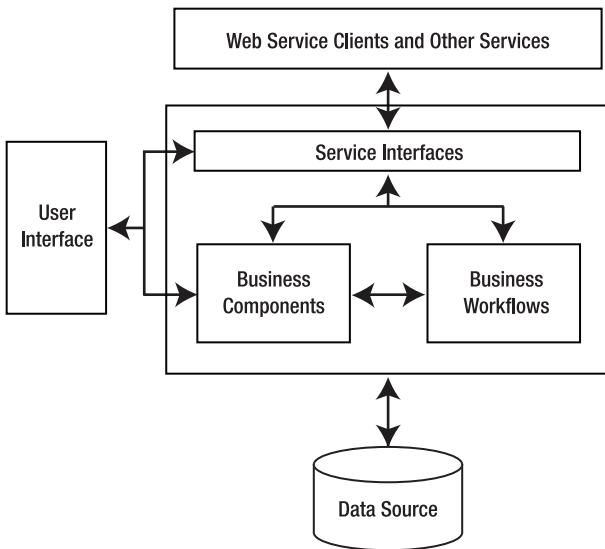 Web Service Clients and Other Services
Service Interfaces
User
Interface
Business
Components
Business
Workflows
Data Source